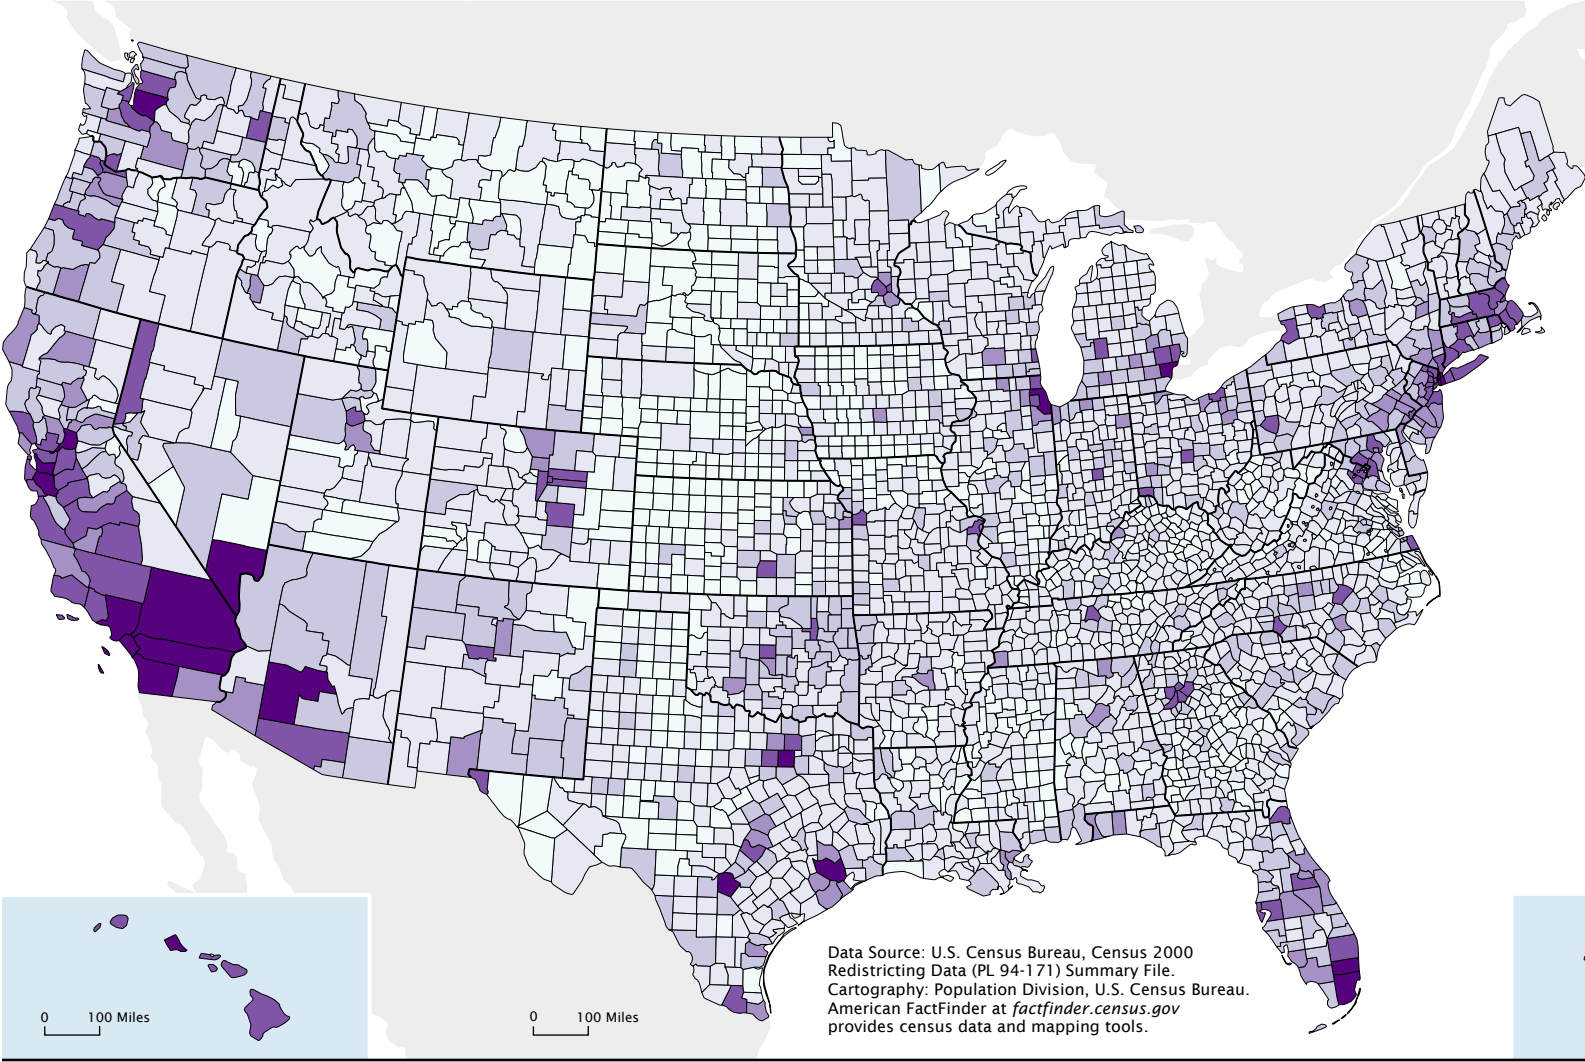 Data Source: U.S. Census Bureau, Census 2000
Redistricting Data (PL 94-171) Summary File.
Cartography: Population Division, U.S. Census Bureau.
American FactFinder at factfinder.census.gov
provides census data and mapping tools.
0 100 Miles
0 100 Miles